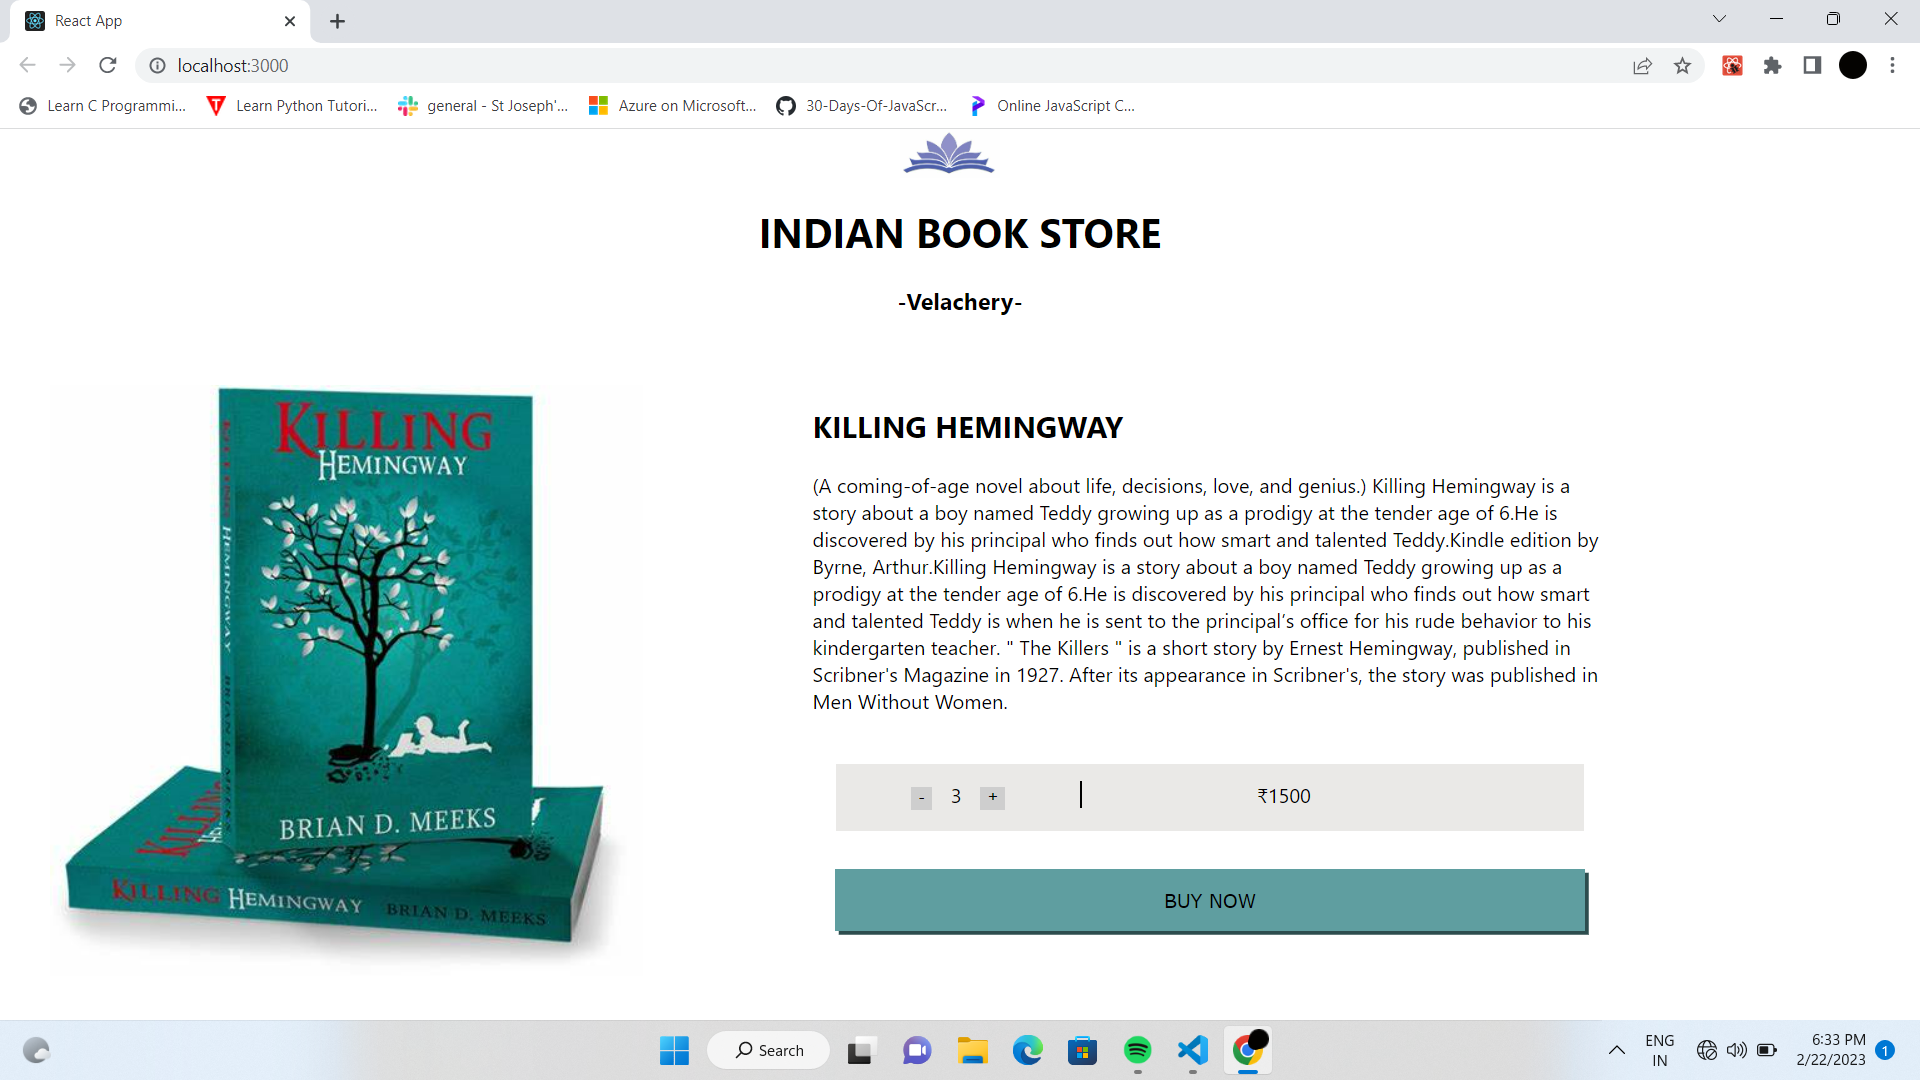 React App
localhost:3000
Learn C Programmi...
Learn Python Tutori...
general - St Joseph'...
Azure on Microsoft...
30-Days-Of-JavaScr...
Online JavaScript C...
INDIAN BOOK STORE
-Velachery-
KILLING
HEMINGWAY
BRIAN D. MEEKS
KILLING HEMINGWAY BRIAN D. MEEKS
KILLING HEMINGWAY BRIAN D. MEEKS
KILLING HEMINGWAY
(A coming-of-age novel about life, decisions, love, and genius.) Killing Hemingway is a
story about a boy named Teddy growing up as a prodigy at the tender age of 6.He is
discovered by his principal who finds out how smart and talented Teddy.Kindle edition by
Byrne, Arthur.Killing Hemingway is a story about a boy named Teddy growing up as a
prodigy at the tender age of 6.He is discovered by his principal who finds out how smart
and talented Teddy is when he is sent to the principal’s office for his rude behavior to his
kindergarten teacher. " The Killers " is a short story by Ernest Hemingway, published in
Scribner's Magazine in 1927. After its appearance in Scribner's, the story was published in
Men Without Women.
- 3 + ₹1500
BUY NOW
Search
ENG
IN
6:33 PM
2/22/2023
1